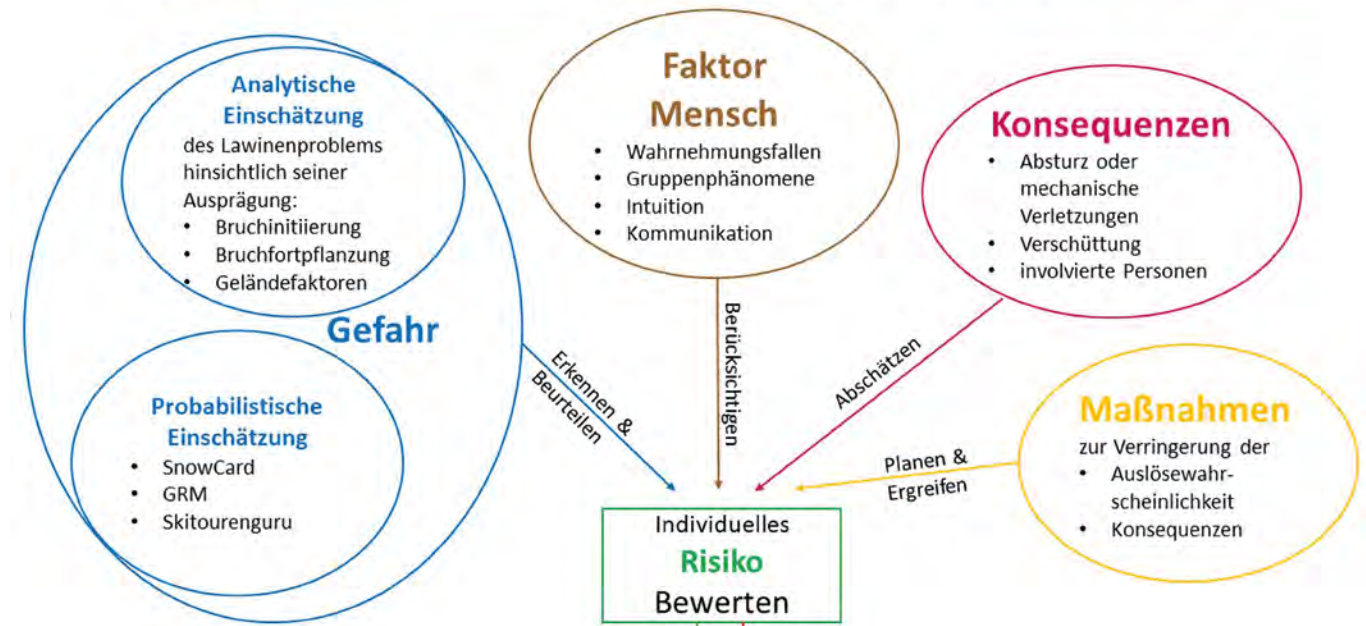 Analytische
Einschätzung
des Lawinenproblems
hinsichtlich seiner
Ausprägung:
• Bruchinitiierung
• Bruchfortpflanzung
• Geländefaktoren
Gefahr
Probabilistische
Einschätzung
• SnowCard
• GRM
• Skitourenguru
Erkennen &
Beurteilen
Faktor
Mensch
• Wahrnehmungsfallen
• Gruppenphänomene
• Intuition
• Kommunikation
Berücksichtigen
Konsequenzen
• Absturz oder
mechanische
Verletzungen
• Verschüttung
• involvierte Personen
Abschätzen
Maßnahmen
zur Verringerung der
• Auslösewahr-
scheinlichkeit
• Konsequenzen
Planen &
Ergreifen
Individuelles
Risiko
Bewerten